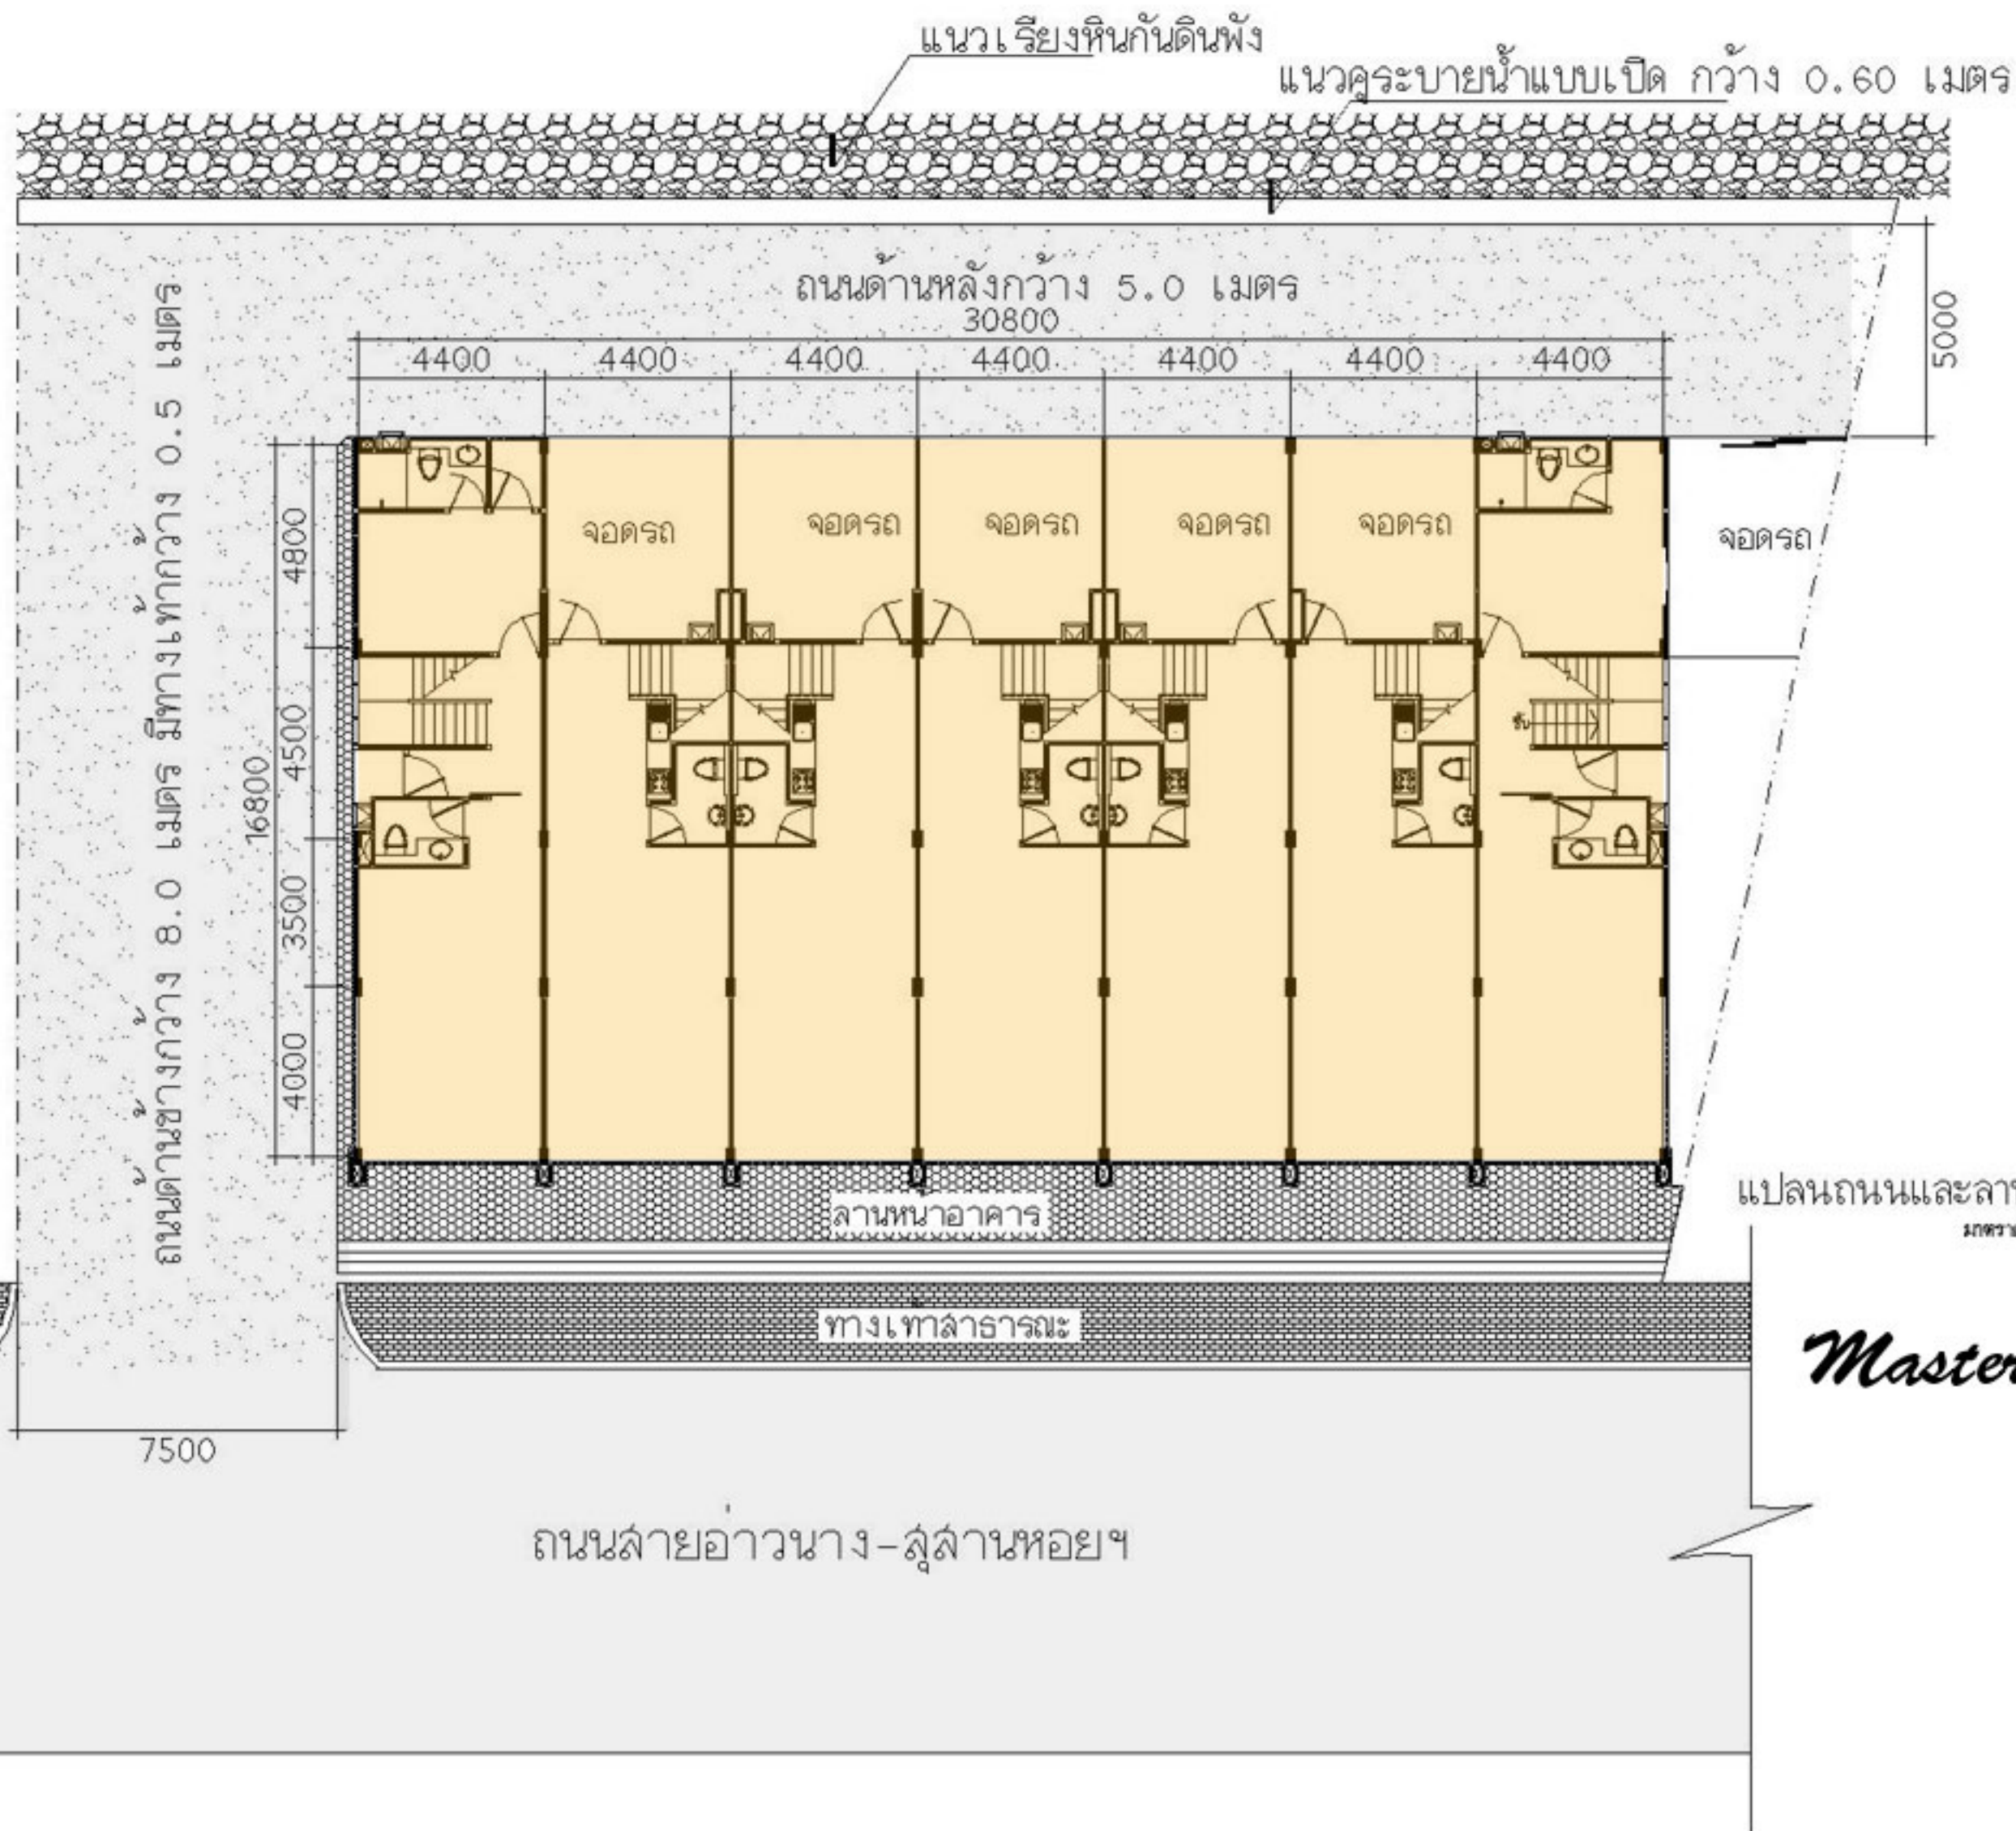 แนวเรียงหินกันดินพัง
แนวคูระบายน้ำแบบเปิด กว้าง 0.60 เมตร
ถนนด้านหลังกว้าง 5.0 เมตร
30800
4400 4400 4400 4400 4400 4400 4400
5000
ถนนด้านข้างกว้าง 8.0 เมตร มีทางเท้ากว้าง 0.5 เมตร
16800
4800
4500
3500
4000
จอดรถ จอดรถ จอดรถ จอดรถ จอดรถ
จอดรถ
ขึ้น
ลานหน้าอาคาร
แปลนถนนและลา
มาตรา
ทางเท้าสาธารณะ
Master
7500
ถนนสายอ่าวนาง-สุสานหอยฯ